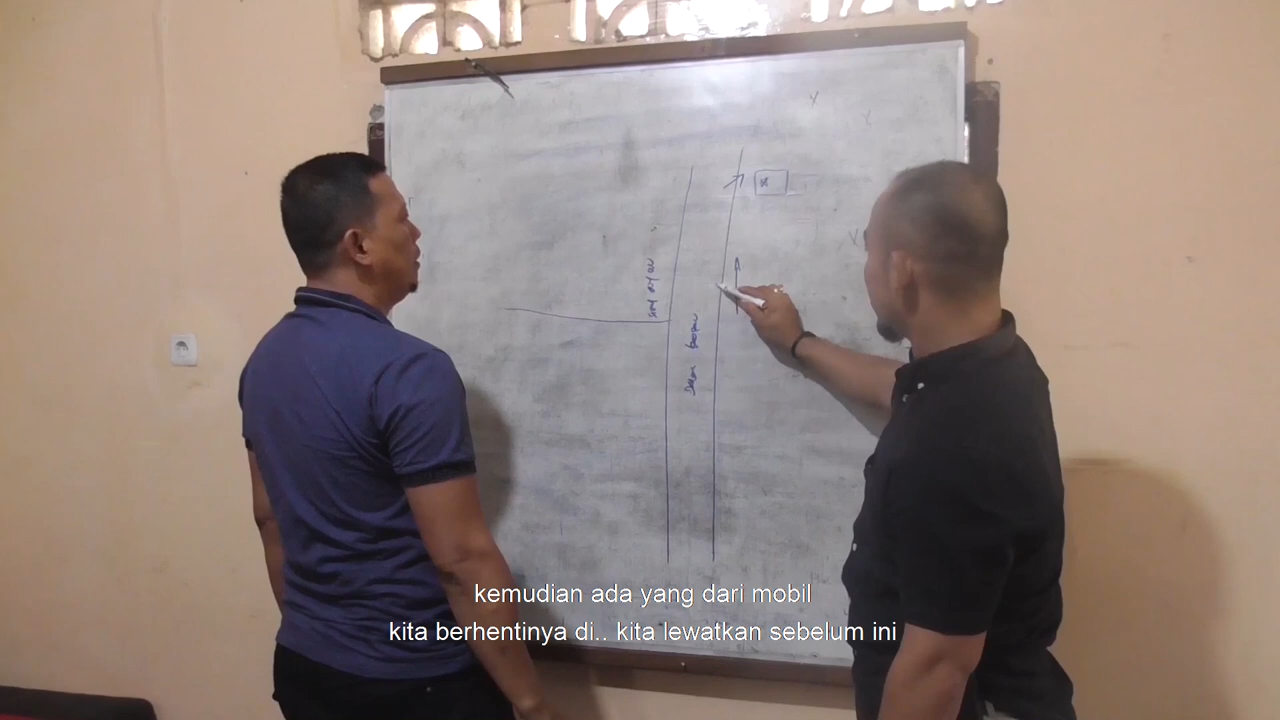 kemudian ada yang dari mobil
kita berhentinya di.. kita lewatkan sebelum ini